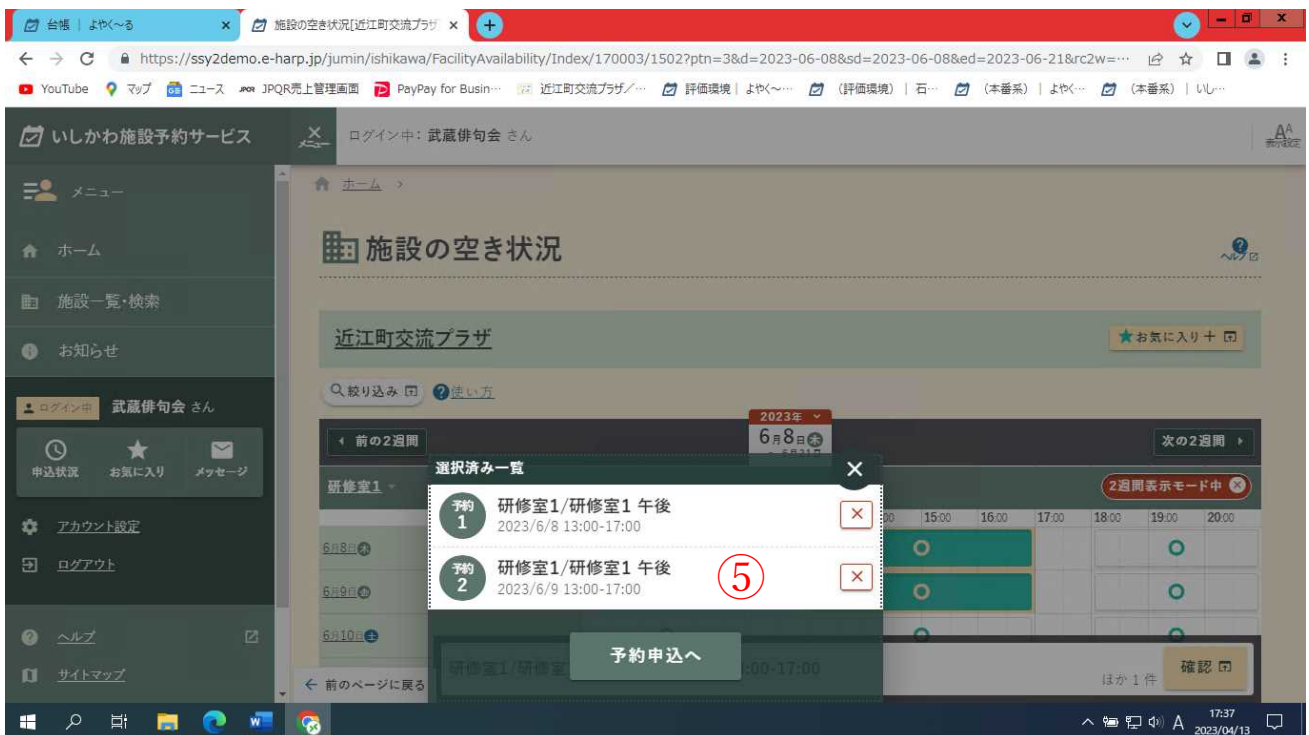 台帳 | よやく～る
施設の空き状況[近江町交流プラザ
https://ssy2demo.e-harp.jp/jumin/ishikawa/FacilityAvailability/Index/170003/1502?ptn=3&d=2023-06-08&sd=2023-06-08&ed=2023-06-21&rc2w=…
YouTube マップ ニュース JPQR売上管理画面 PayPay for Busin… 近江町交流プラザ/… 評価環境 | よやく～… (評価環境) | 石… (本番系) | よやく… (本番系) | いし…
いしかわ施設予約サービス
メニュー
ログイン中: 武蔵俳句会 さん
AA
表示設定
メニュー
ホーム
ホーム
施設の空き状況
ヘルプ
施設一覧・検索
お知らせ
近江町交流プラザ
★お気に入り+
絞り込み
使い方
ログイン中 武蔵俳句会 さん
申込状況 お気に入り メッセージ
2023年
6月8日木
～ 6月21日
前の2週間
次の2週間
選択済み一覧
研修室1
2週間表示モード中
予約
1
研修室1/研修室1 午後
2023/6/8 13:00-17:00
15:00 16:00 17:00 18:00 19:00 20:00
アカウント設定
6月8日木
ログアウト
予約
2
研修室1/研修室1 午後
2023/6/9 13:00-17:00
⑤
6月9日金
6月10日土
ヘルプ
サイトマップ
予約申込へ
:00-17:00
ほか 1 件
確認
前のページに戻る
A
17:37
2023/04/13